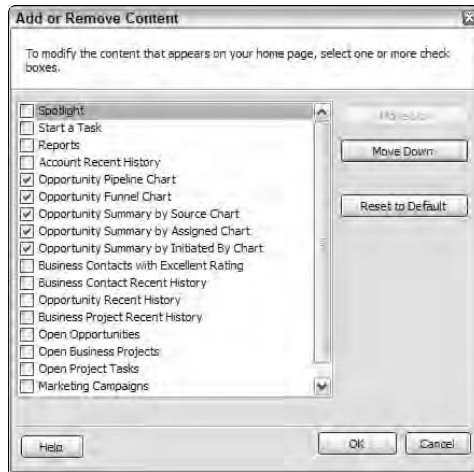 Add or Remove Content
To modify the content that appears on your home page, select one or more check
boxes.
Spotlight
Start a Task
Reports
Account Recent History
Opportunity Pipeline Chart
Opportunity Funnel Chart
Opportunity Summary by Source Chart
Opportunity Summary by Assigned Chart
Opportunity Summary by Initiated By Chart
Business Contacts with Excellent Rating
Business Contact Recent History
Opportunity Recent History
Business Project Recent History
Open Opportunities
Open Business Projects
Open Project Tasks
Marketing Campaigns
Move Up
Move Down
Reset to Default
Help
OK
Cancel